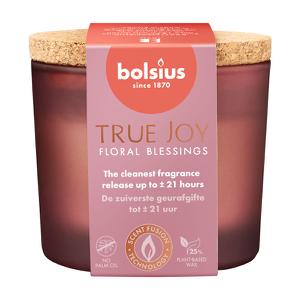 bolsius
since 1870
TRUE JOY
FLORAL BLESSINGS
The cleanest fragrance
release up to ± 21 hours
De zuiverste geurafgifte
tot ± 21 uur
NO
PALM OIL
SCENT FUSION
TECHNOLOGY
≥25%
PLANT-BASED
WAX